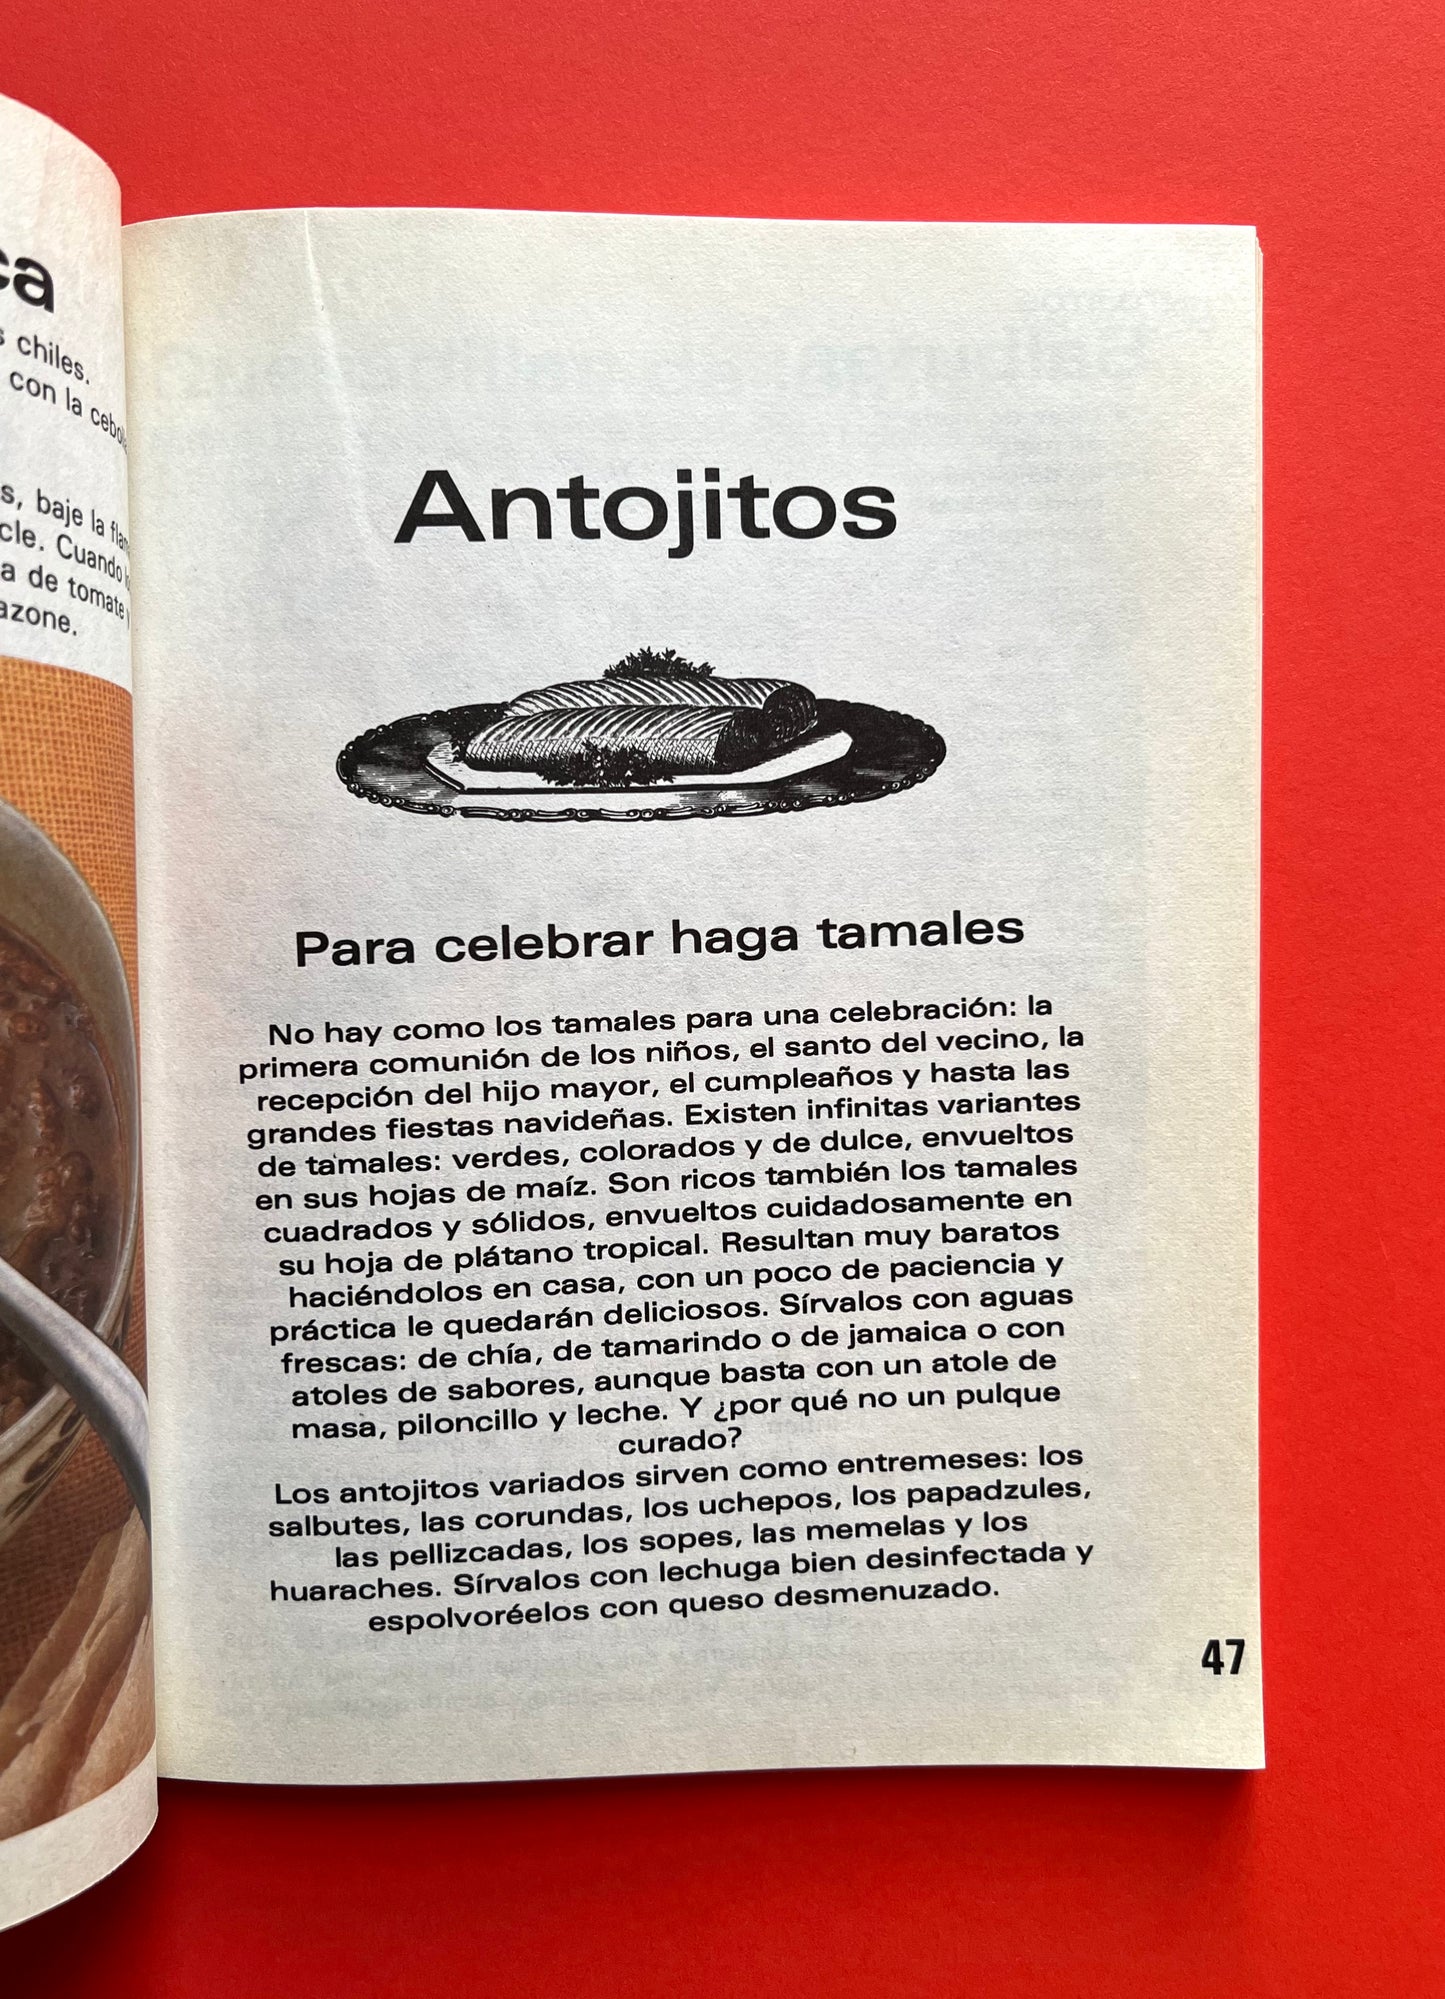 ca
s chiles.
con la
s, baje la
cle. Cuando
a de tomate y
azone.
Antojitos
Para celebrar haga tamales
No hay como los tamales para una celebración: la
primera comunión de los niños, el santo del vecino, la
recepción del hijo mayor, el cumpleaños y hasta las
grandes fiestas navideñas. Existen infinitas variantes
de tamales: verdes, colorados y de dulce, envueltos
en sus hojas de maíz. Son ricos también los tamales
cuadrados y sólidos, envueltos cuidadosamente en
su hoja de plátano tropical. Resultan muy baratos
haciéndolos en casa, con un poco de paciencia y
práctica le quedarán deliciosos. Sírvalos con aguas
frescas: de chía, de tamarindo o de jamaica o con
atoles de sabores, aunque basta con un atole de
masa, piloncillo y leche. Y ¿por qué no un pulque
curado?
Los antojitos variados sirven como entremeses: los
salbutes, las corundas, los uchepos, los papadzules,
las pellizcadas, los sopes, las memelas y los
huaraches. Sírvalos con lechuga bien desinfectada y
espolvoréelos con queso desmenuzado.
47